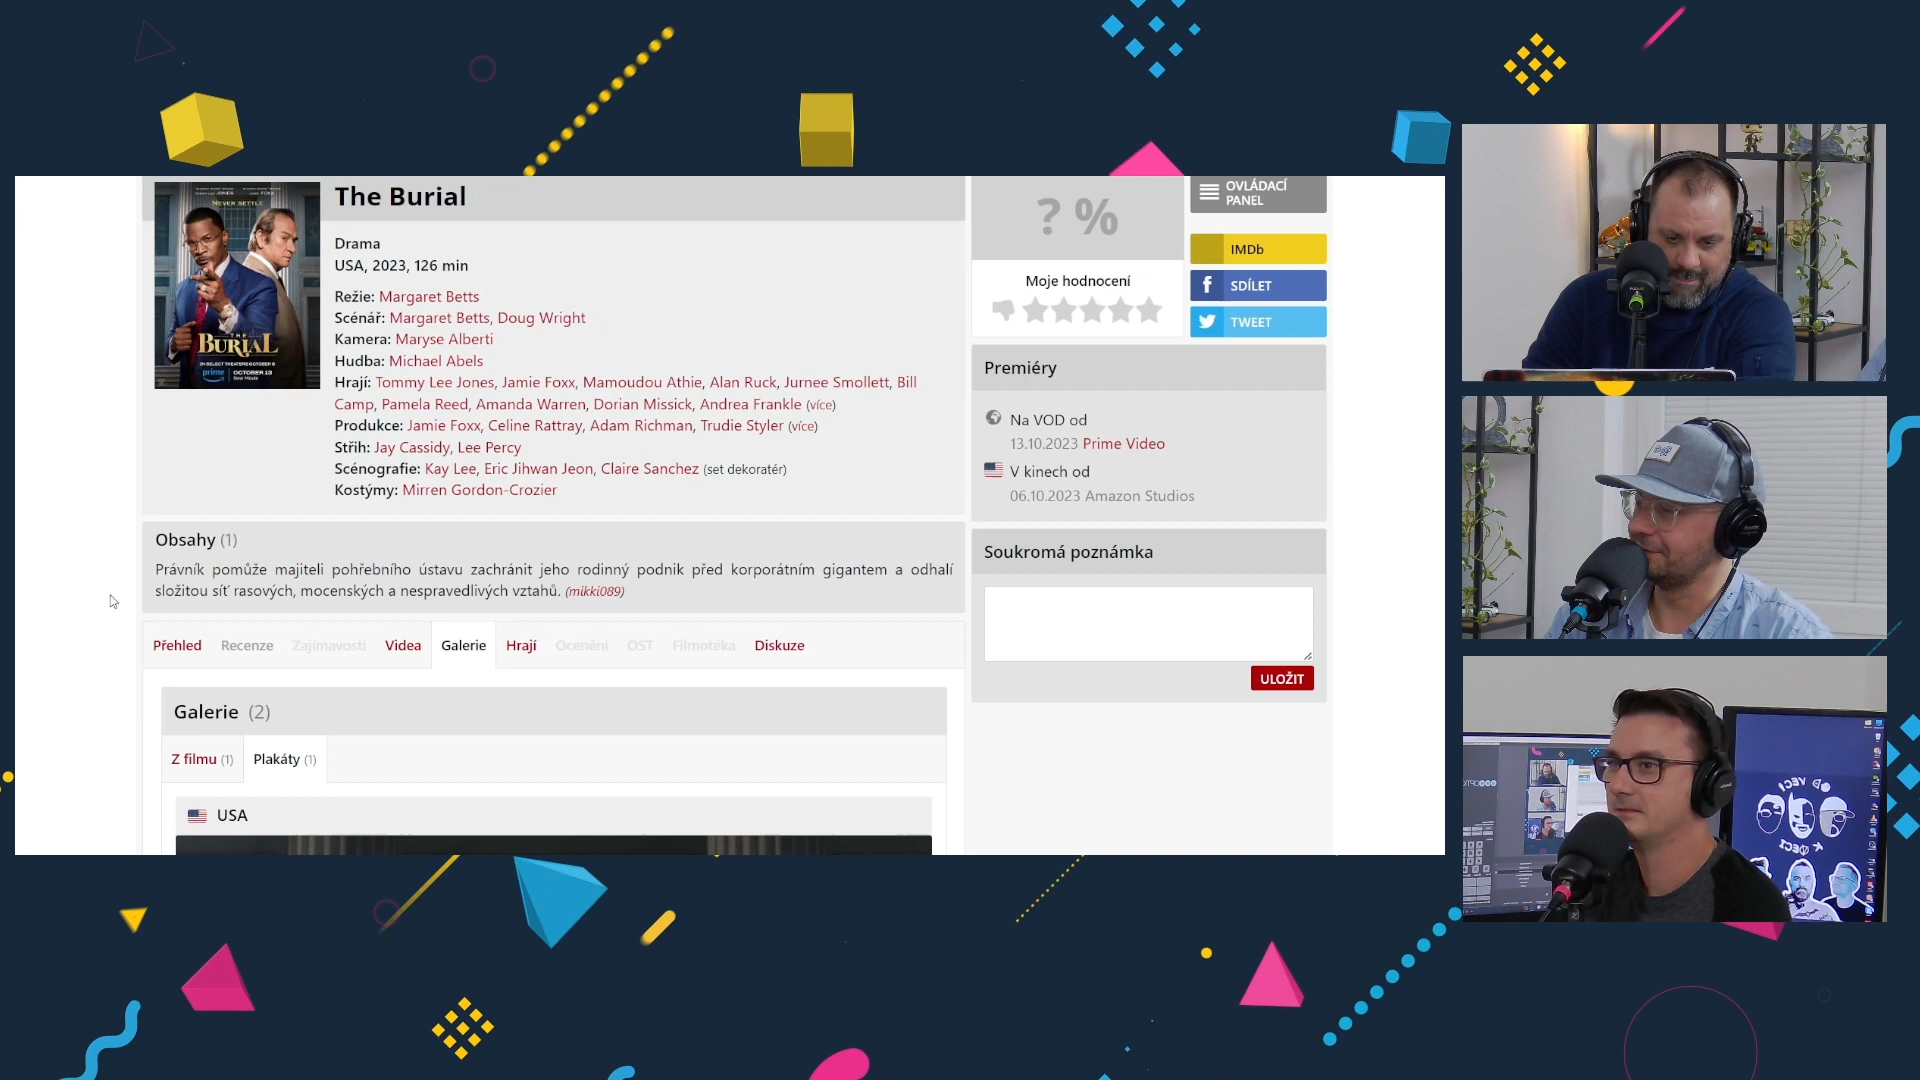 NEVER SETTLE
THE
BURIAL
prime
OCTOBER 13
The Burial
Drama
USA, 2023, 126 min
Režie: Margaret Betts
Scénář: Margaret Betts, Doug Wright
Kamera: Maryse Alberti
Hudba: Michael Abels
Hrají: Tommy Lee Jones, Jamie Foxx, Mamoudou Athie, Alan Ruck, Jurnee Smollett, Bill
Camp, Pamela Reed, Amanda Warren, Dorian Missick, Andrea Frankle (více)
Produkce: Jamie Foxx, Celine Rattray, Adam Richman, Trudie Styler (více)
Střih: Jay Cassidy, Lee Percy
Scénografie: Kay Lee, Eric Jihwan Jeon, Claire Sanchez (set dekoratér)
Kostýmy: Mirren Gordon-Crozier
Obsahy (1)
Právník pomůže majiteli pohřebního ústavu zachránit jeho rodinný podnik před korporátním gigantem a odhalí
složitou síť rasových, mocenských a nespravedlivých vztahů. (mikki089)
Přehled Recenze Zajímavosti Videa Galerie Hrají Ocenění OST Filmotéka Diskuze
Galerie (2)
Z filmu (1) Plakáty (1)
USA
? %
Moje hodnocení
OVLÁDACÍ
PANEL
IMDb
SDÍLET
TWEET
Premiéry
Na VOD od
13.10.2023 Prime Video
V kinech od
06.10.2023 Amazon Studios
Soukromá poznámka
ULOŽIT